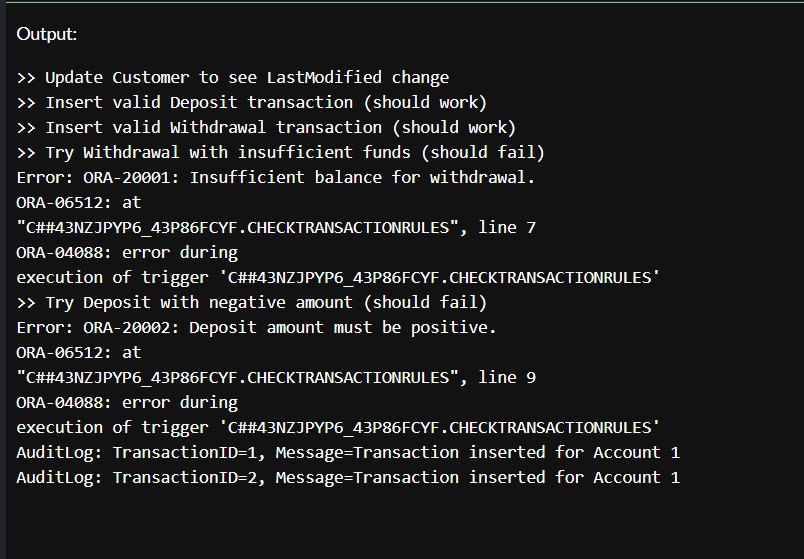 Output:
>> Update Customer to see LastModified change
>> Insert valid Deposit transaction (should work)
>> Insert valid Withdrawal transaction (should work)
>> Try Withdrawal with insufficient funds (should fail)
Error: ORA-20001: Insufficient balance for withdrawal.
ORA-06512: at
"C##43NZJPYP6_43P86FCYF.CHECKTRANSACTIONRULES", line 7
ORA-04088: error during
execution of trigger 'C##43NZJPYP6_43P86FCYF.CHECKTRANSACTIONRULES'
>> Try Deposit with negative amount (should fail)
Error: ORA-20002: Deposit amount must be positive.
ORA-06512: at
"C##43NZJPYP6_43P86FCYF.CHECKTRANSACTIONRULES", line 9
ORA-04088: error during
execution of trigger 'C##43NZJPYP6_43P86FCYF.CHECKTRANSACTIONRULES'
AuditLog: TransactionID=1, Message=Transaction inserted for Account 1
AuditLog: TransactionID=2, Message=Transaction inserted for Account 1